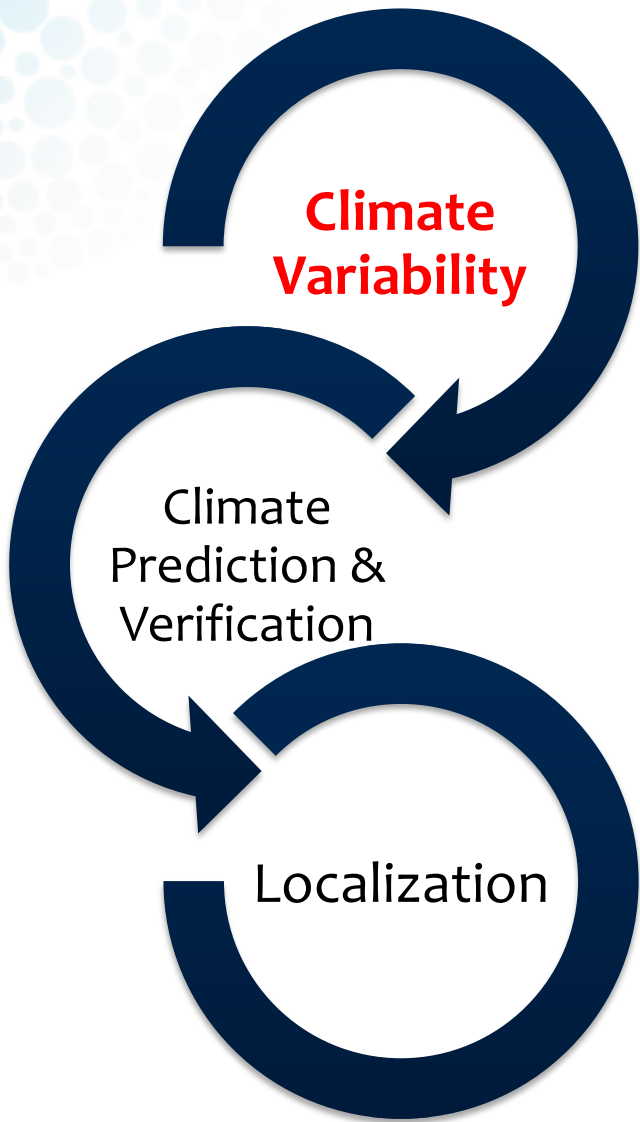 Climate
Variability
Climate
Prediction &
Verification
Localization